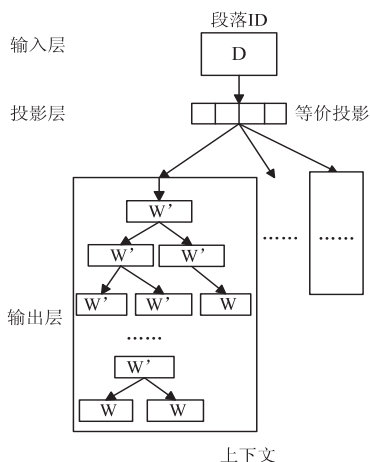 段落ID
输入层
D
投影层
等价投影
W’
W’ W’
…… ……
W’ W’ W
输出层
……
W’
W W
上下文